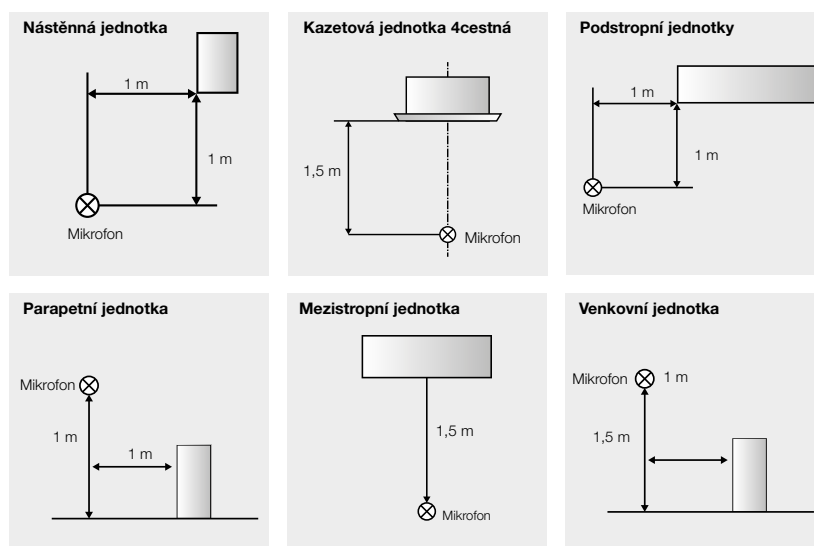 Nástěnná jednotka
1 m
1 m
Mikrofon
Kazetová jednotka 4cestná
1,5 m
Mikrofon
Podstropní jednotky
1 m
1 m
Mikrofon
Parapetní jednotka
Mikrofon
1 m
1 m
Mezistropní jednotka
1,5 m
Mikrofon
Venkovní jednotka
Mikrofon
1 m
1,5 m